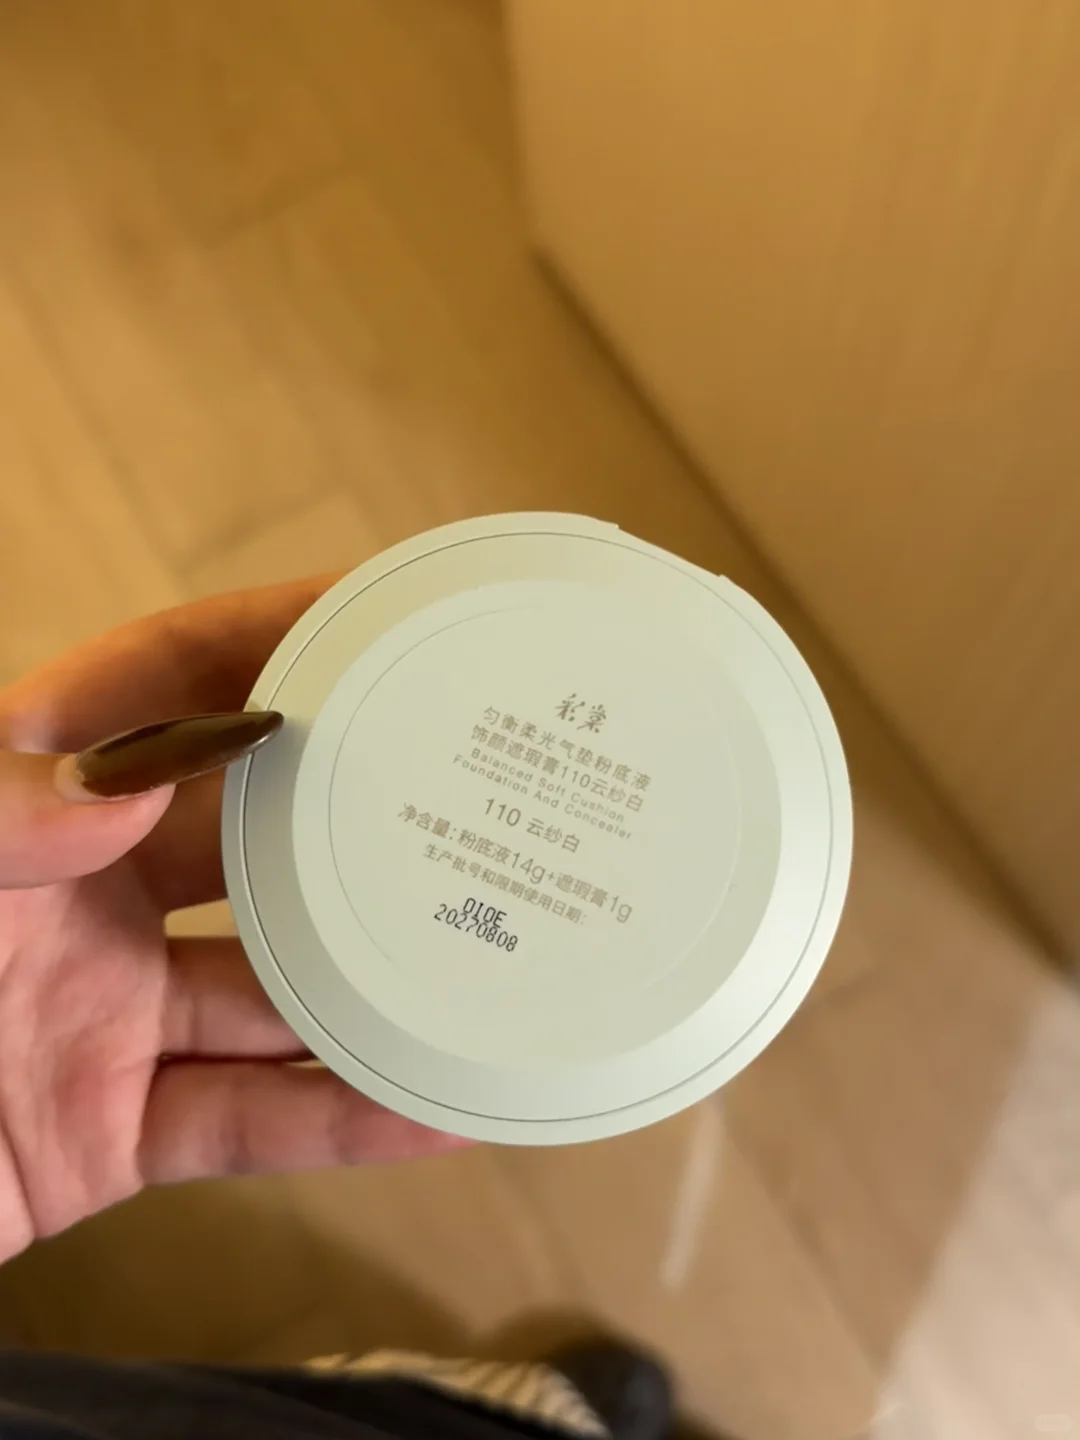 彩棠
匀衡柔光气垫粉底液
饰颜遮瑕膏110云纱白
Balanced Soft Cushion
Foundation And Concealer
110 云纱白
净含量：粉底液14g+遮瑕膏1g
生产批号和限期使用日期：
QIQE
20270808